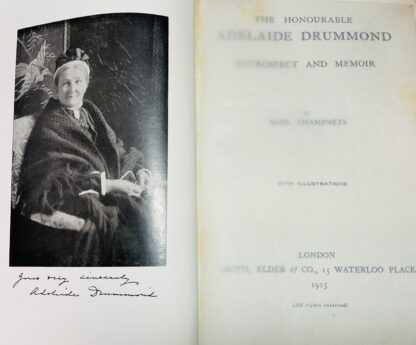 Yours very sincerely
Adelaide Drummond
THE HONOURABLE
ADELAIDE DRUMMOND
RETROSPECT AND MEMOIR
BY
BASIL CHAMPNEYS
WITH ILLUSTRATIONS
LONDON
SMITH, ELDER & CO., 15 WATERLOO PLACE
1915
(All rights reserved)